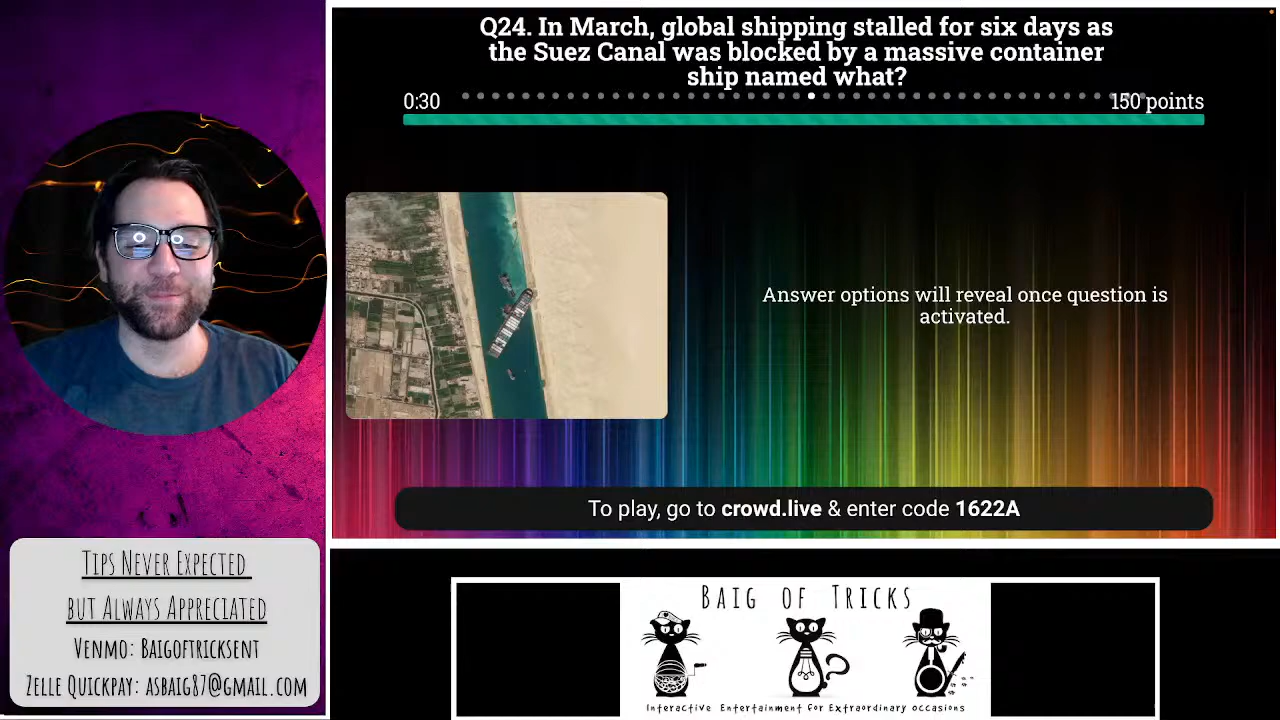 Q24. In March, global shipping stalled for six days as
the Suez Canal was blocked by a massive container
ship named what?
0:30
150 points
Answer options will reveal once question is
activated.
To play, go to crowd.live & enter code 1622A
Tips Never Expected
but Always Appreciated
Venmo: Baigoftricksent
Zelle Quickpay: asbaig87@gmail.com
Baig of Tricks
Interactive Entertainment for Extraordinary Occasions